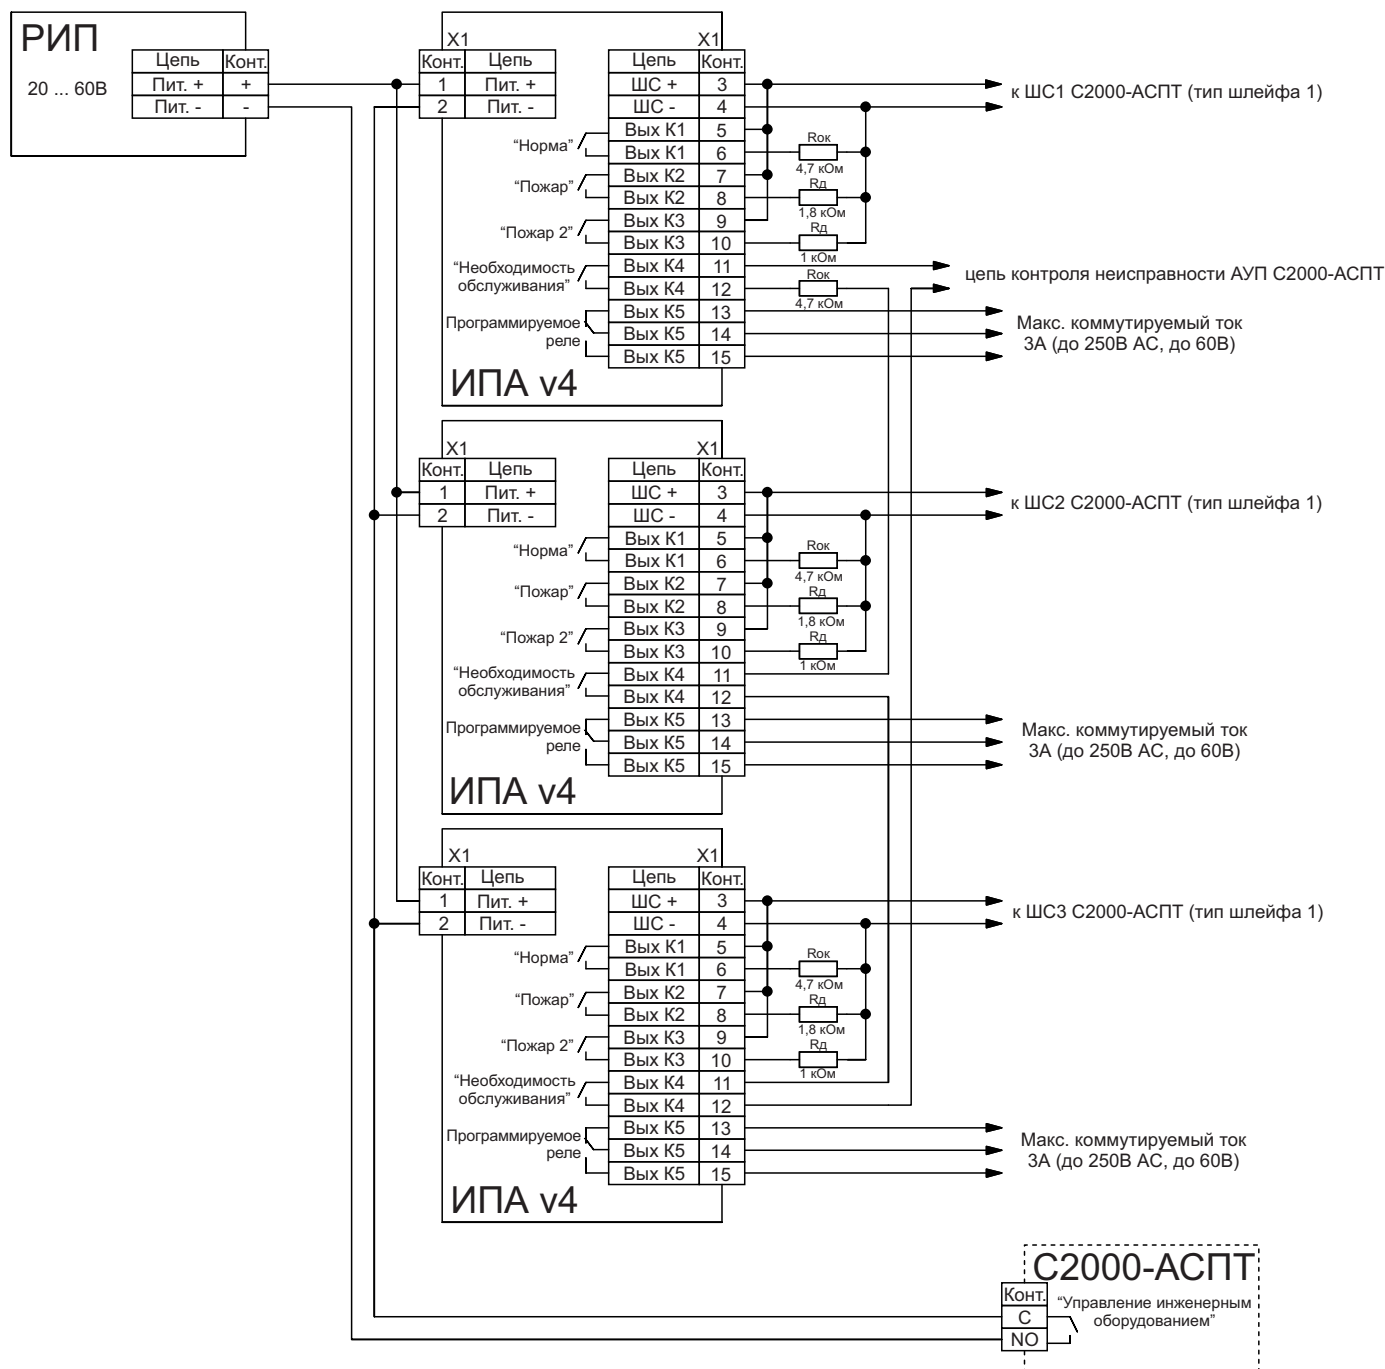 РИП
20 ... 60В
Цепь Конт.
Пит. + +
Пит. - -
X1
Конт. Цепь
1 Пит. +
2 Пит. -
X1
Цепь Конт.
ШС + 3
ШС - 4
Вых К1 5
Вых К1 6
Вых К2 7
Вых К2 8
Вых К3 9
Вых К3 10
Вых К4 11
Вых К4 12
Вых К5 13
Вых К5 14
Вых К5 15
“Норма”
“Пожар”
“Пожар 2”
“Необходимость
обслуживания”
Программируемое
реле
ИПА v4
Rок
4,7 кОм
Rд
1,8 кОм
Rд
1 кОм
Rок
4,7 кОм
к ШС1 С2000-АСПТ (тип шлейфа 1)
цепь контроля неисправности АУП С2000-АСПТ
Макс. коммутируемый ток
3А (до 250В АС, до 60В)
X1
Конт. Цепь
1 Пит. +
2 Пит. -
X1
Цепь Конт.
ШС + 3
ШС - 4
Вых К1 5
Вых К1 6
Вых К2 7
Вых К2 8
Вых К3 9
Вых К3 10
Вых К4 11
Вых К4 12
Вых К5 13
Вых К5 14
Вых К5 15
“Норма”
“Пожар”
“Пожар 2”
“Необходимость
обслуживания”
Программируемое
реле
ИПА v4
Rок
4,7 кОм
Rд
1,8 кОм
Rд
1 кОм
к ШС2 С2000-АСПТ (тип шлейфа 1)
Макс. коммутируемый ток
3А (до 250В АС, до 60В)
X1
Конт. Цепь
1 Пит. +
2 Пит. -
X1
Цепь Конт.
ШС + 3
ШС - 4
Вых К1 5
Вых К1 6
Вых К2 7
Вых К2 8
Вых К3 9
Вых К3 10
Вых К4 11
Вых К4 12
Вых К5 13
Вых К5 14
Вых К5 15
“Норма”
“Пожар”
“Пожар 2”
“Необходимость
обслуживания”
Программируемое
реле
ИПА v4
Rок
4,7 кОм
Rд
1,8 кОм
Rд
1 кОм
к ШС3 С2000-АСПТ (тип шлейфа 1)
Макс. коммутируемый ток
3А (до 250В АС, до 60В)
С2000-АСПТ
Конт.
C
NO
“Управление инженерным
оборудованием”